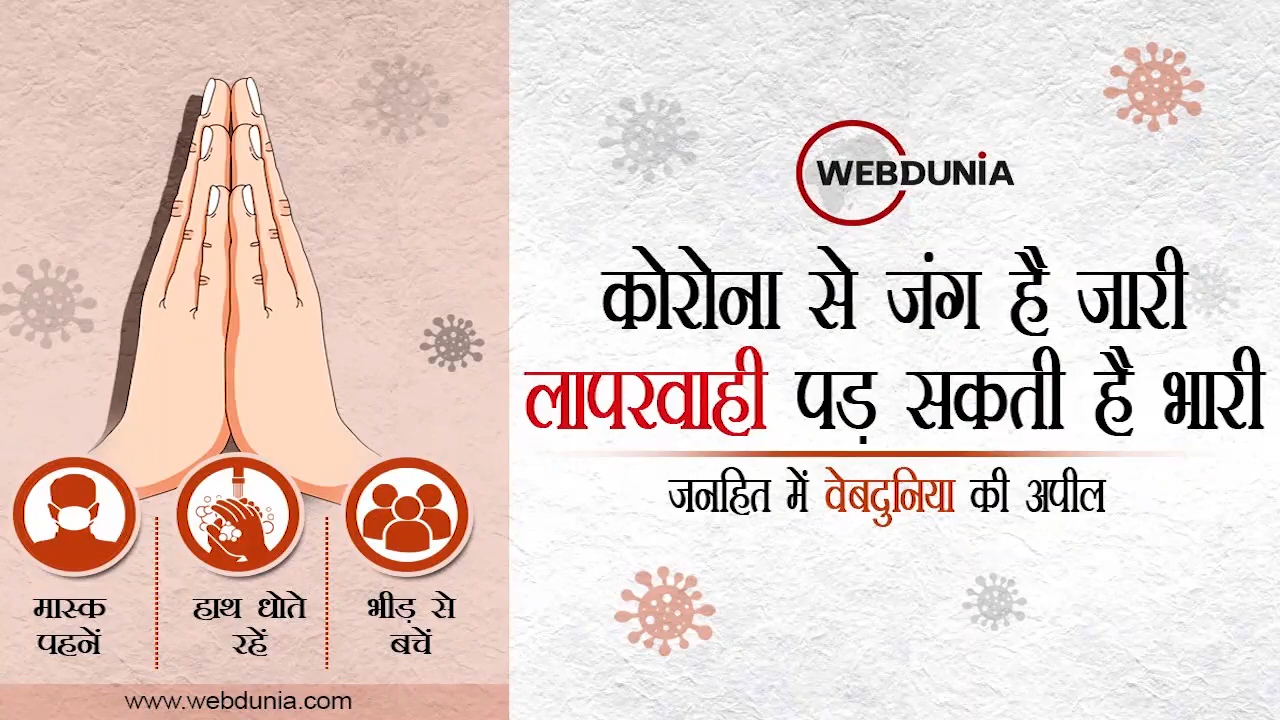 WEBDUNIA
कोरोना से जंग है जारी
लापरवाही पड़ सकती है भारी
जनहित में वेबदुनिया की अपील
मास्क
पहनें
हाथ धोते
रहें
भीड़ से
बचें
www.webdunia.com